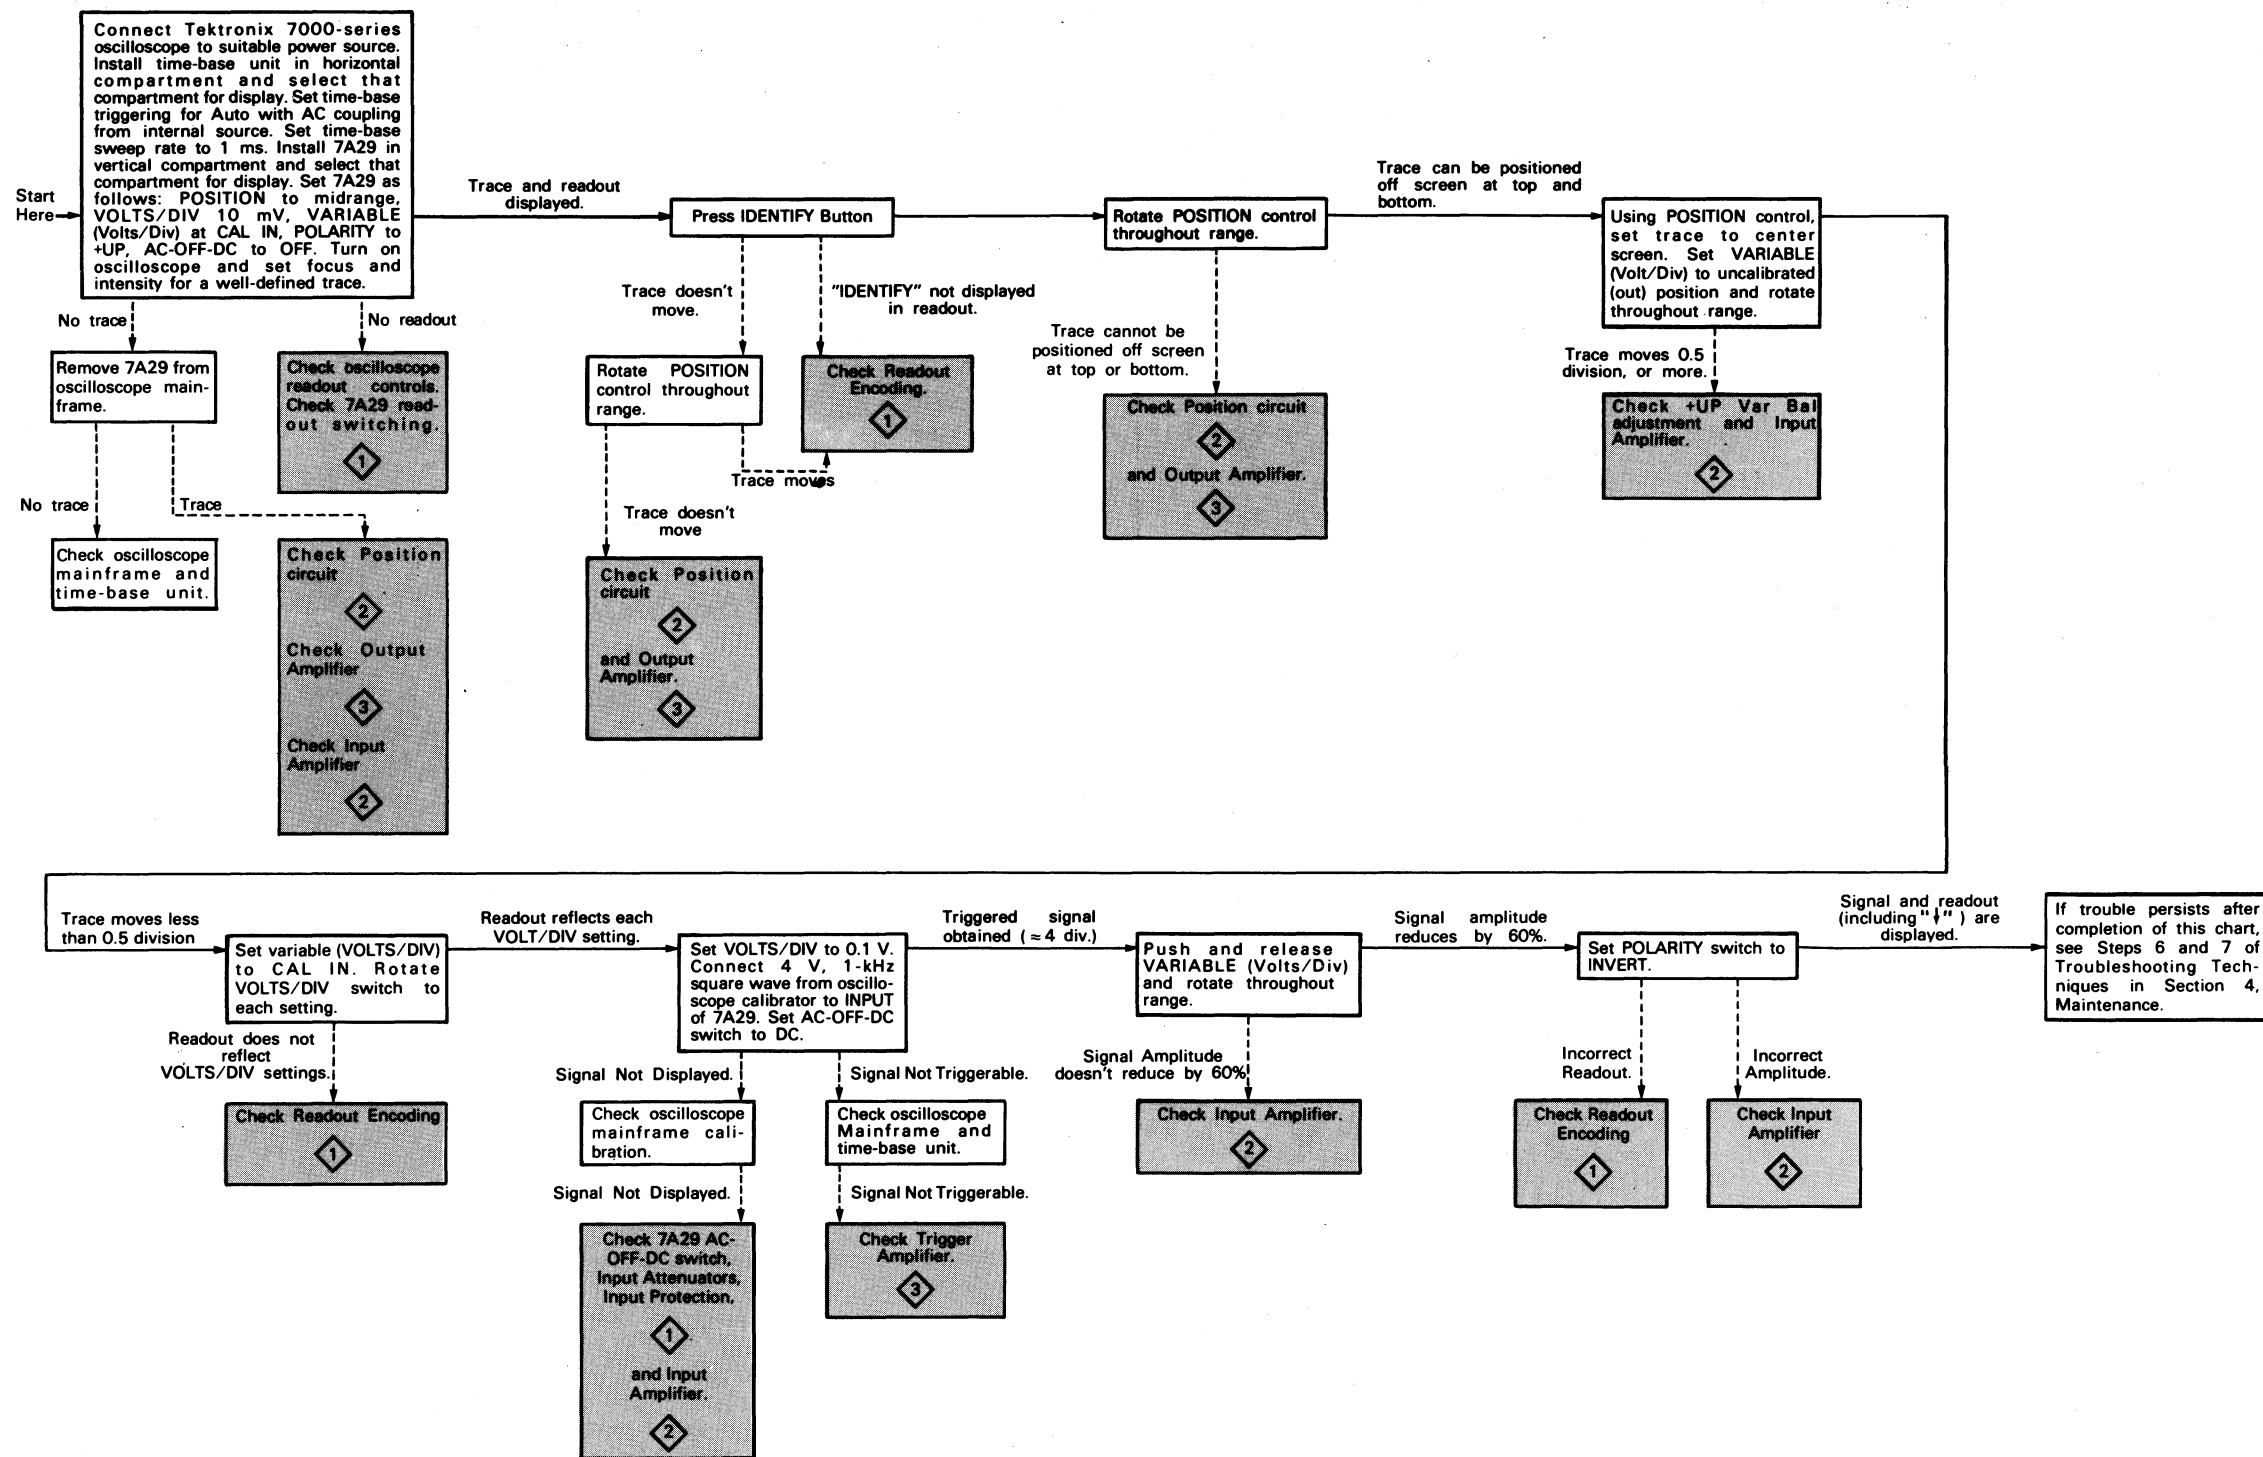 Connect Tektronix 7000-series
oscilloscope to suitable power source.
Install time-base unit in horizontal
compartment and select that
compartment for display. Set time-base
triggering for Auto with AC coupling
from internal source. Set time-base
sweep rate to 1 ms. Install 7A29 in
vertical compartment and select that
compartment for display. Set 7A29 as
follows: POSITION to midrange,
VOLTS/DIV 10 mV, VARIABLE
(Volts/Div) at CAL IN, POLARITY to
+UP, AC-OFF-DC to OFF. Turn on
oscilloscope and set focus and
intensity for a well-defined trace.
Start
Here
Trace and readout
displayed.
Press IDENTIFY Button
Rotate POSITION control
throughout range.
Trace can be positioned
off screen at top and
bottom.
Using POSITION control,
set trace to center
screen. Set VARIABLE
(Volt/Div) to uncalibrated
(out) position and rotate
throughout range.
No trace
No readout
Remove 7A29 from
oscilloscope main-
frame.
Check oscilloscope
readout controls.
Check 7A29 read-
out switching.
1
No trace
Trace
Check oscilloscope
mainframe and
time-base unit.
Check Position
circuit
2
Check Output
Amplifier
3
Check Input
Amplifier
2
Trace doesn't
move.
"IDENTIFY" not displayed
in readout.
Rotate POSITION
control throughout
range.
Check Readout
Encoding.
1
Trace moves
Trace doesn't
move
Check Position
circuit
2
and Output
Amplifier.
3
Trace cannot be
positioned off screen
at top or bottom.
Check Position circuit
2
and Output Amplifier.
3
Trace moves 0.5
division, or more.
Check +UP Var Bal
adjustment and Input
Amplifier.
2
Trace moves less
than 0.5 division
Set variable (VOLTS/DIV)
to CAL IN. Rotate
VOLTS/DIV switch to
each setting.
Readout reflects each
VOLT/DIV setting.
Set VOLTS/DIV to 0.1 V.
Connect 4 V, 1-kHz
square wave from oscillo-
scope calibrator to INPUT
of 7A29. Set AC-OFF-DC
switch to DC.
Triggered signal
obtained (≈4 div.)
Push and release
VARIABLE (Volts/Div)
and rotate throughout
range.
Signal amplitude
reduces by 60%.
Set POLARITY switch to
INVERT.
Signal and readout
(including "↓") are
displayed.
If trouble persists after
completion of this chart,
see Steps 6 and 7 of
Troubleshooting Tech-
niques in Section 4,
Maintenance.
Readout does not
reflect
VOLTS/DIV settings.
Check Readout Encoding
1
Signal Not Displayed.
Signal Not Triggerable.
Check oscilloscope
mainframe cali-
bration.
Check oscilloscope
Mainframe and
time-base unit.
Signal Not Displayed.
Signal Not Triggerable.
Check 7A29 AC-
OFF-DC switch,
Input Attenuators,
Input Protection,
1
and Input
Amplifier.
2
Check Trigger
Amplifier.
3
Signal Amplitude
doesn't reduce by 60%
Check Input Amplifier.
2
Incorrect
Readout.
Incorrect
Amplitude.
Check Readout
Encoding
1
Check Input
Amplifier
2